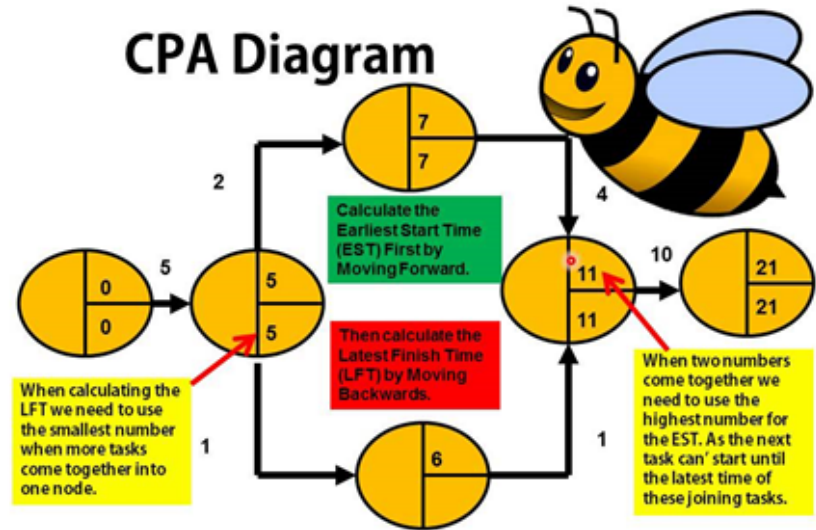 CPA Diagram
7
7
2
4
Calculate the
Earliest Start Time
(EST) First by
Moving Forward.
0
0
5
5
5
11
11
10
21
21
Then calculate the
Latest Finish Time
(LFT) by Moving
Backwards.
When calculating the
LFT we need to use
the smallest number
when more tasks
come together into
one node.
1
6
1
When two numbers
come together we
need to use the
highest number for
the EST. As the next
task can' start until
the latest time of
these joining tasks.